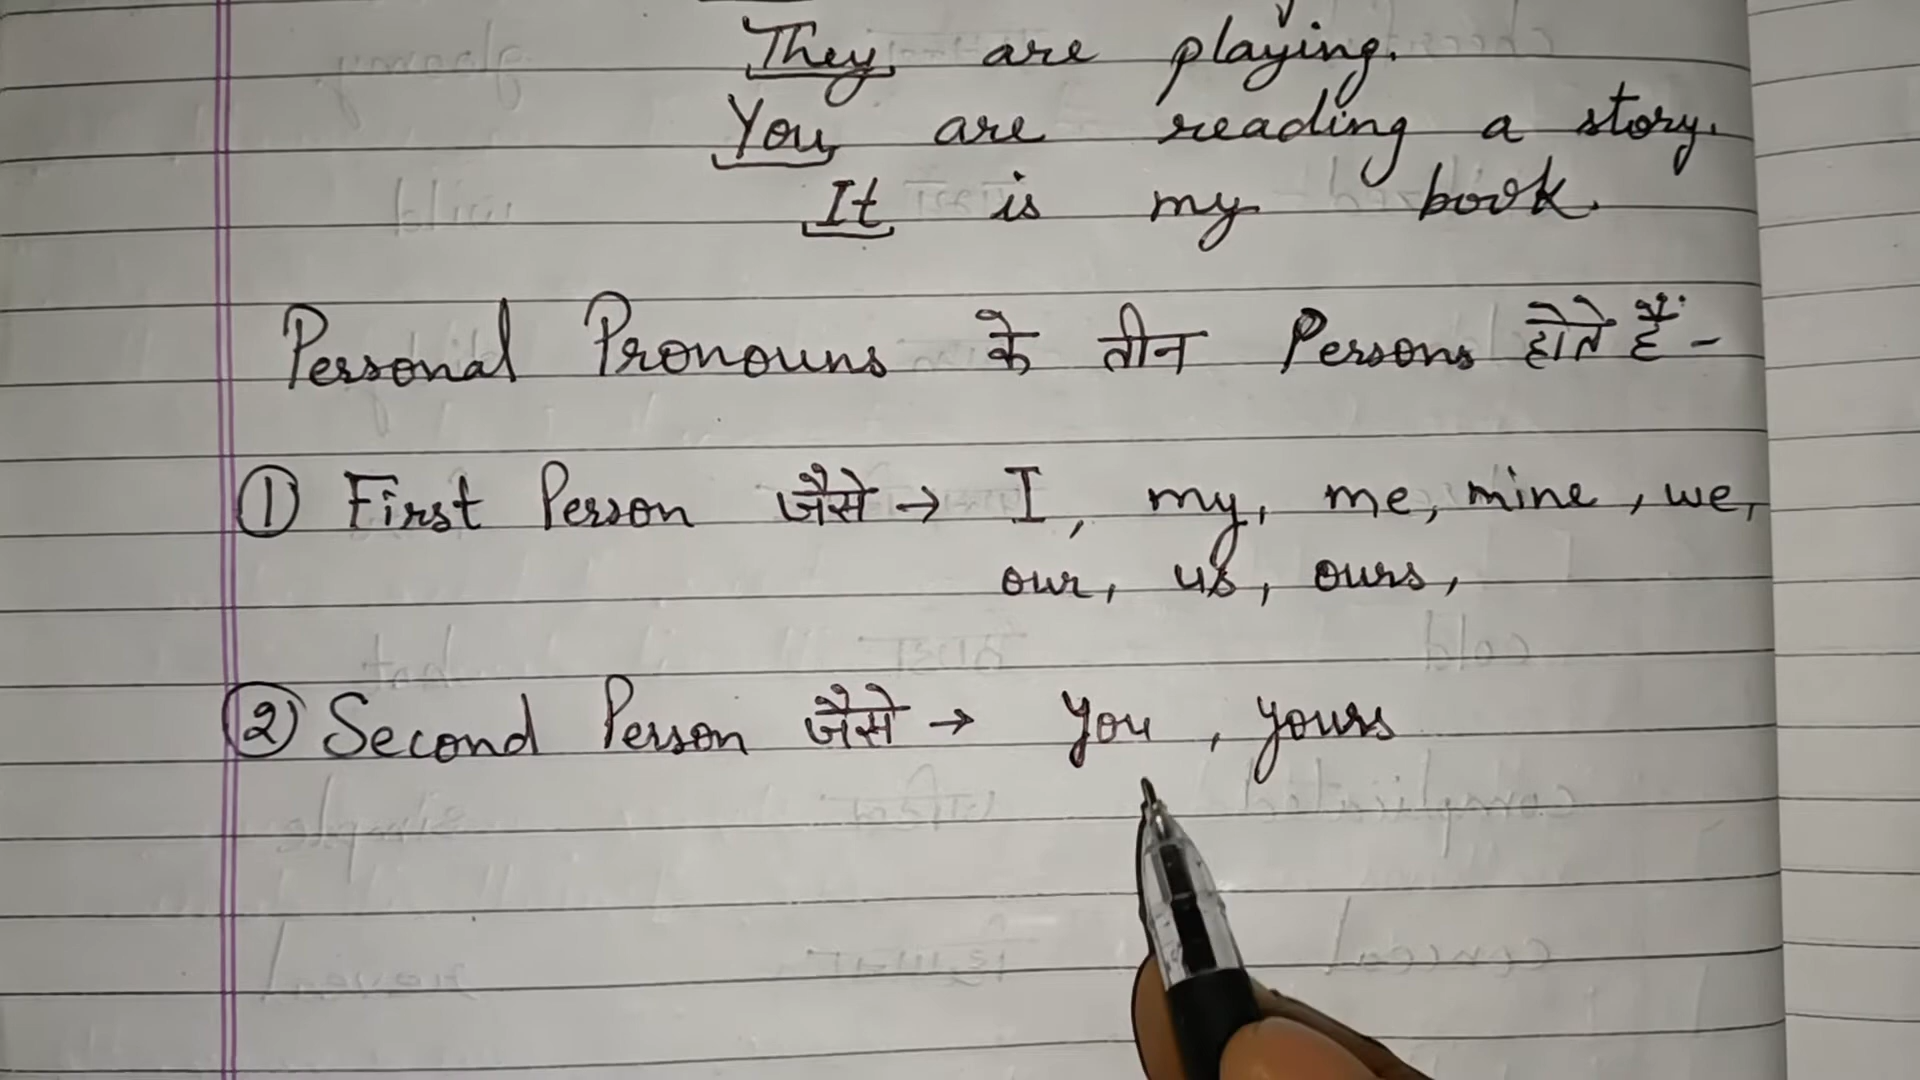 They are playing.
You are reading a story.
It is my book.
Personal Pronouns के तीन Persons होते हैं -
① First Person जैसे → I, my, me, mine, we,
our, us, ours,
② Second Person जैसे → you, yours